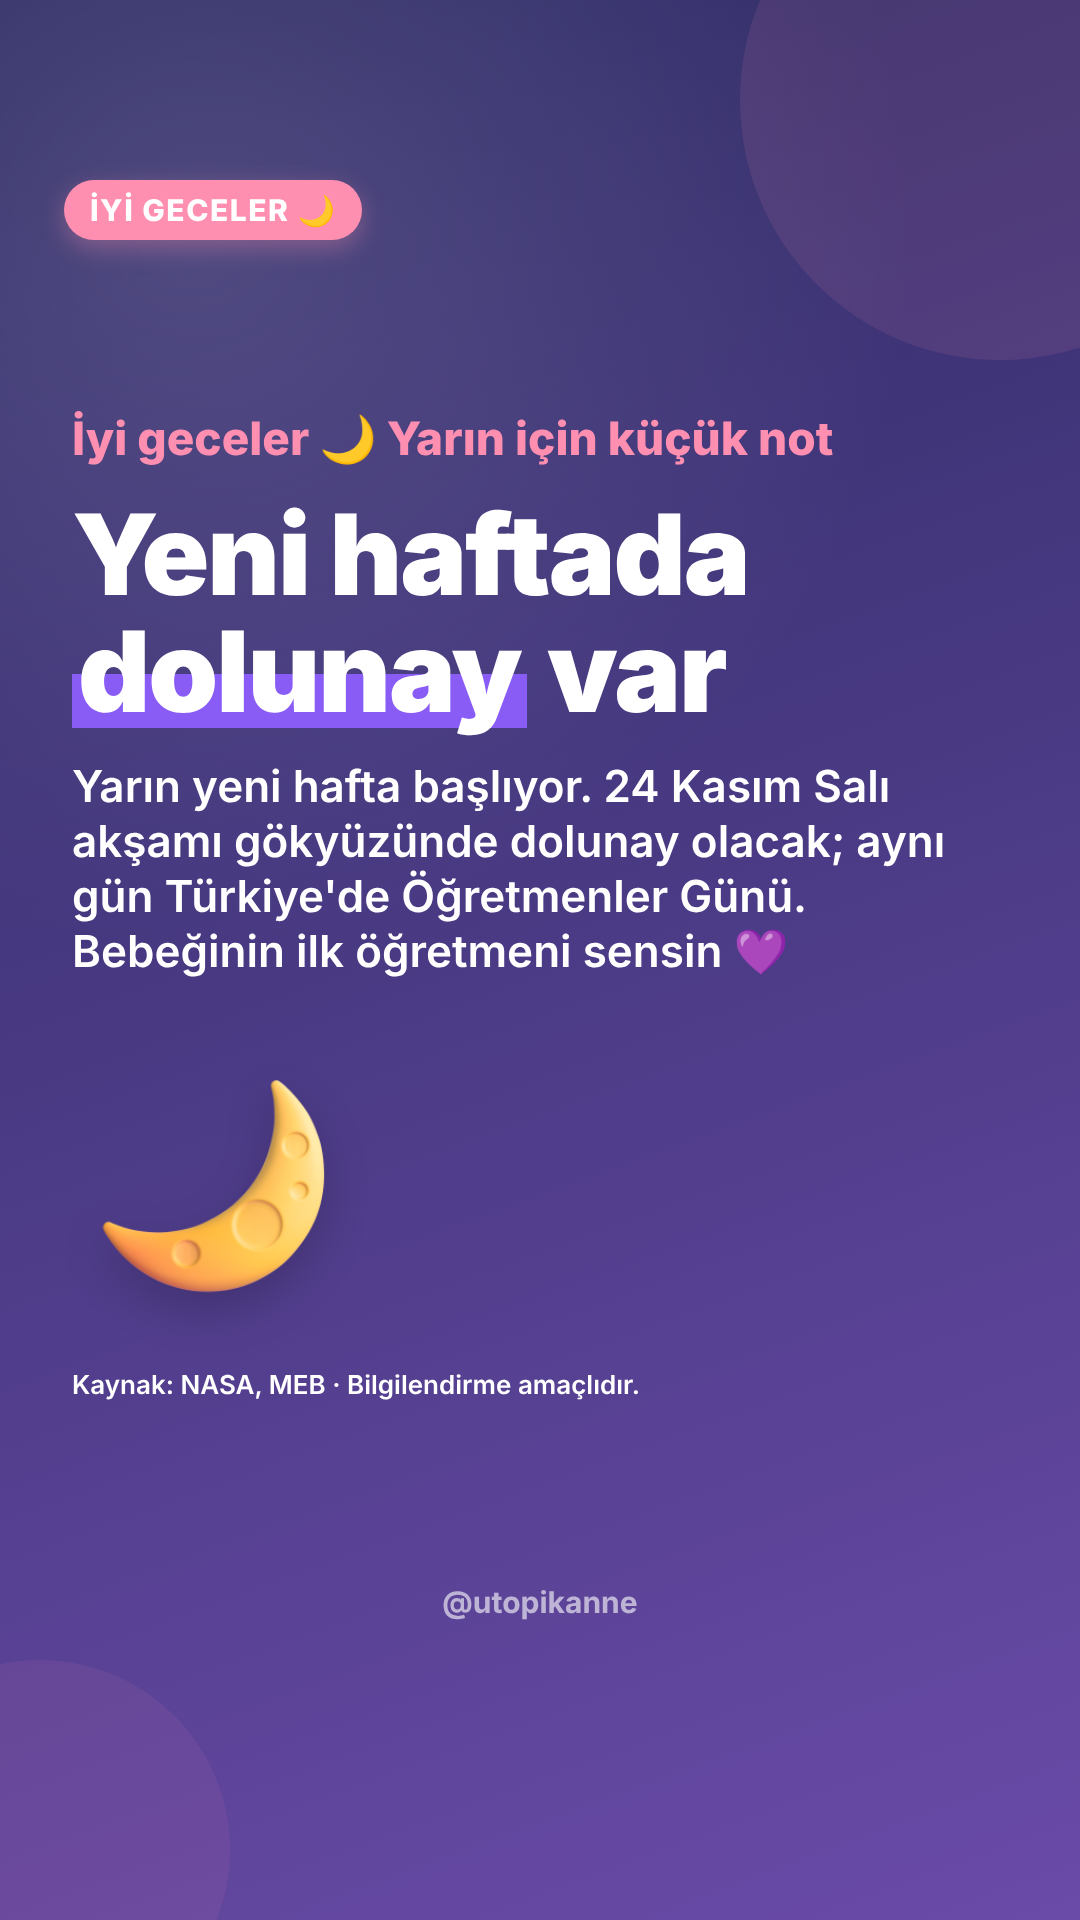 İYİ GECELER 🌙
İyi geceler 🌙 Yarın için küçük not
Yeni haftada
dolunay var
Yarın yeni hafta başlıyor. 24 Kasım Salı
akşamı gökyüzünde dolunay olacak; aynı
gün Türkiye'de Öğretmenler Günü.
Bebeğinin ilk öğretmeni sensin 💜
Kaynak: NASA, MEB · Bilgilendirme amaçlıdır.
@utopikanne